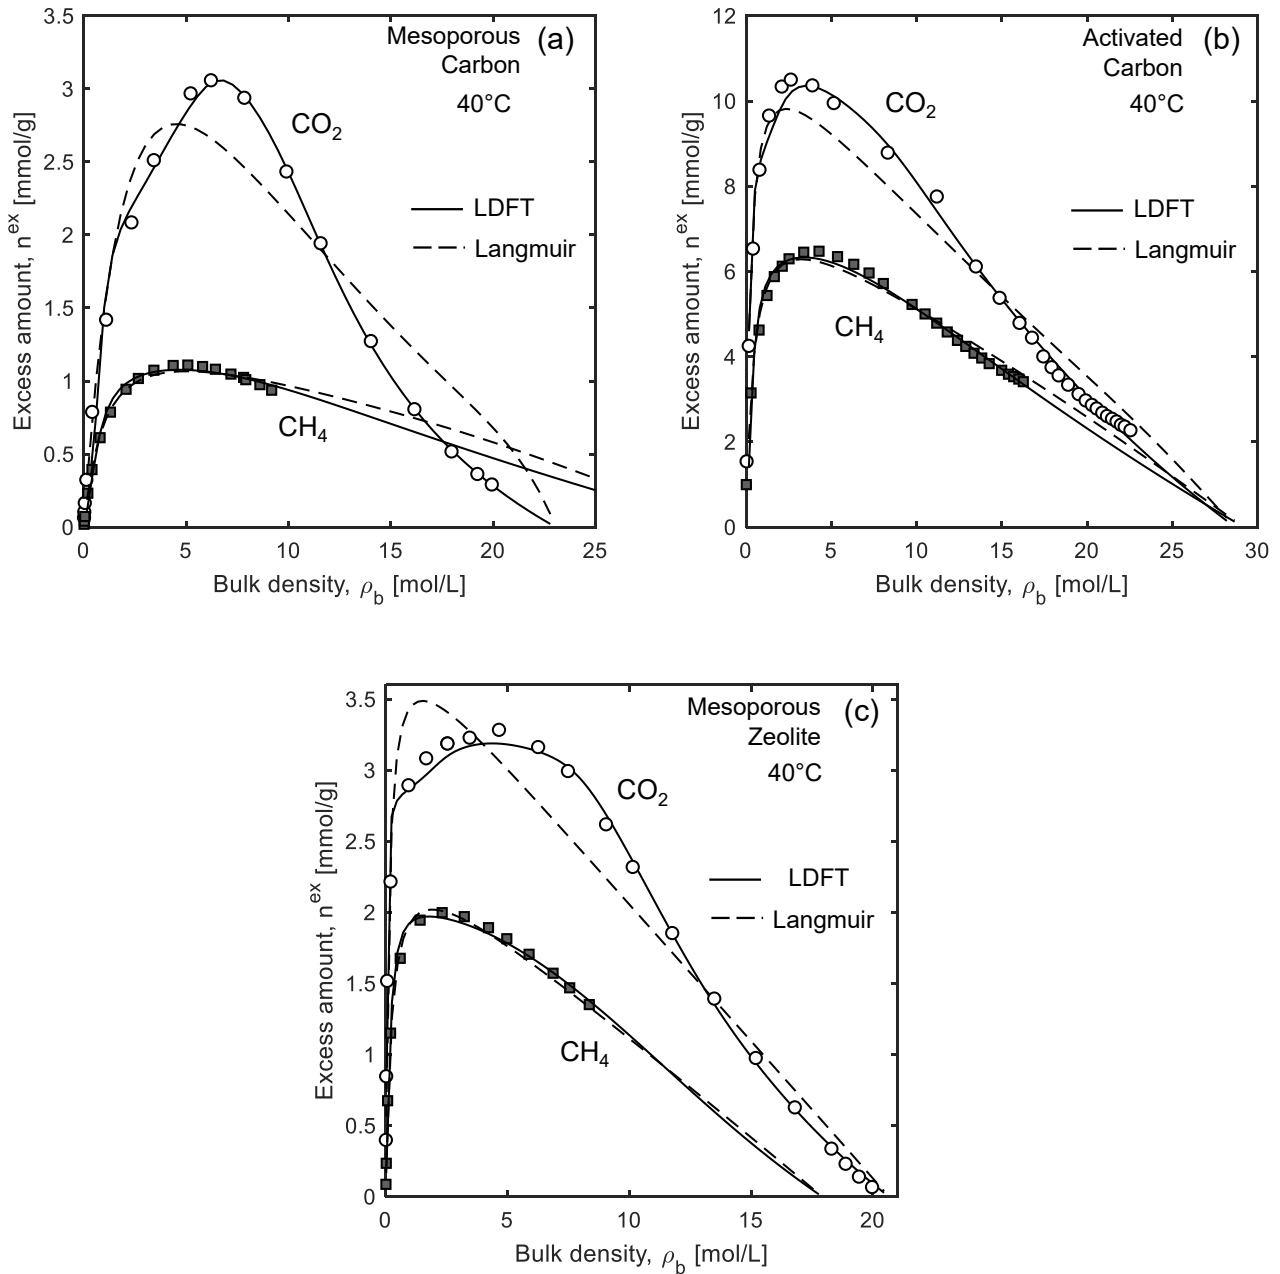 Mesoporous (a)
Carbon
40°C
CO2
LDFT
Langmuir
CH4
3.5
3
2.5
2
1.5
1
0.5
0
0 5 10 15 20 25
Excess amount, n^ex [mmol/g]
Bulk density, ρb [mol/L]
Activated (b)
Carbon
40°C
CO2
LDFT
Langmuir
CH4
12
10
8
6
4
2
0
0 5 10 15 20 25 30
Excess amount, n^ex [mmol/g]
Bulk density, ρb [mol/L]
Mesoporous (c)
Zeolite
40°C
CO2
LDFT
Langmuir
CH4
3.5
3
2.5
2
1.5
1
0.5
0
0 5 10 15 20
Excess amount, n^ex [mmol/g]
Bulk density, ρb [mol/L]